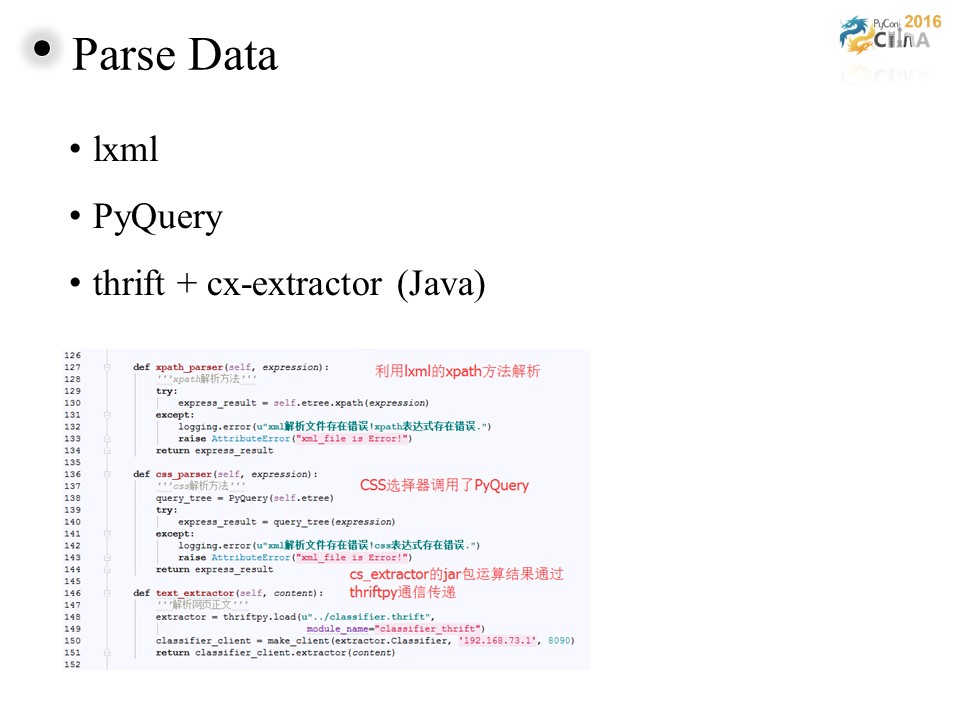 Parse Data
PyCon 2016
CHINA
• lxml
• PyQuery
• thrift + cx-extractor (Java)
126
127 def xpath_parser(self, expression): 利用lxml的xpath方法解析
128 '''xpath解析方法'''
129 try:
130 express_result = self.etree.xpath(expression)
131 except:
132 logging.error(u"xml解析文件存在错误!xpath表达式存在错误.")
133 raise AttributeError("xml_file is Error!")
134 return express_result
135
136 def css_parser(self, expression):
137 '''css解析方法''' CSS选择器调用了PyQuery
138 query_tree = PyQuery(self.etree)
139 try:
140 express_result = query_tree(expression)
141 except:
142 logging.error(u"xml解析文件存在错误!css表达式存在错误.")
143 raise AttributeError("xml_file is Error!")
144 return express_result cs_extractor的jar包运算结果通过
145
146 def text_extractor(self, content): thriftpy通信传递
147 '''解析网页正文'''
148 extractor = thriftpy.load(u"../classifier.thrift",
149 module_name="classifier_thrift")
150 classifier_client = make_client(extractor.Classifier, '192.168.73.1', 8090)
151 return classifier_client.extractor(content)
152